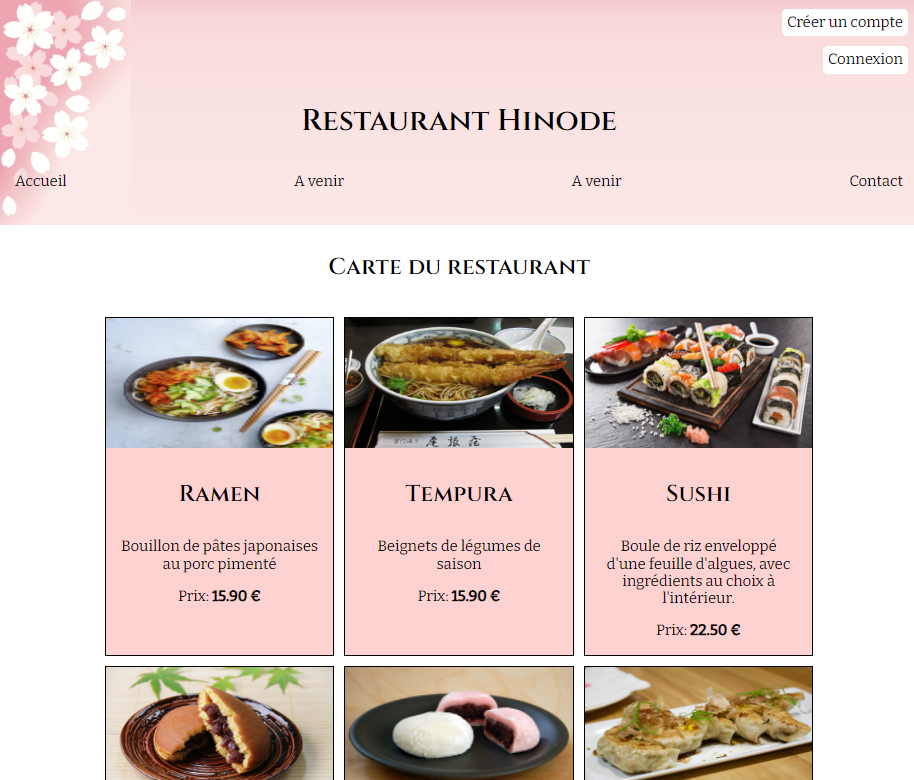 Créer un compte
Connexion
Restaurant Hinode
Accueil
A venir
A venir
Contact
Carte du restaurant
Ramen
Bouillon de pâtes japonaises
au porc pimenté
Prix: 15.90 €
Tempura
Beignets de légumes de
saison
Prix: 15.90 €
Sushi
Boule de riz enveloppé
d'une feuille d'algues, avec
ingrédients au choix à
l'intérieur.
Prix: 22.50 €